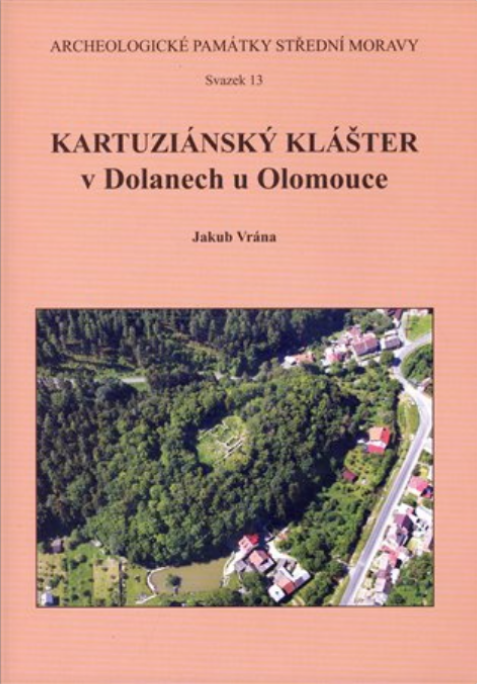 ARCHEOLOGICKÉ PAMÁTKY STŘEDNÍ MORAVY
Svazek 13
KARTUZIÁNSKÝ KLÁŠTER
v Dolanech u Olomouce
Jakub Vrána